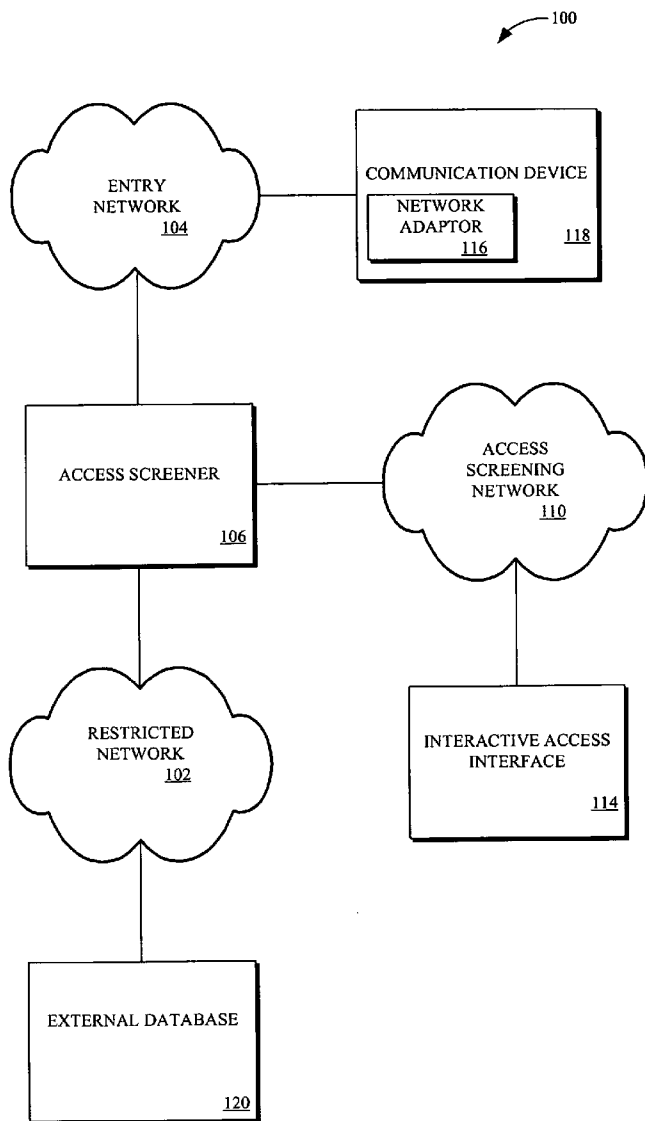 100
ENTRY
NETWORK
104
COMMUNICATION DEVICE
NETWORK
ADAPTOR
116
118
ACCESS SCREENER
106
ACCESS
SCREENING
NETWORK
110
RESTRICTED
NETWORK
102
INTERACTIVE ACCESS
INTERFACE
114
EXTERNAL DATABASE
120